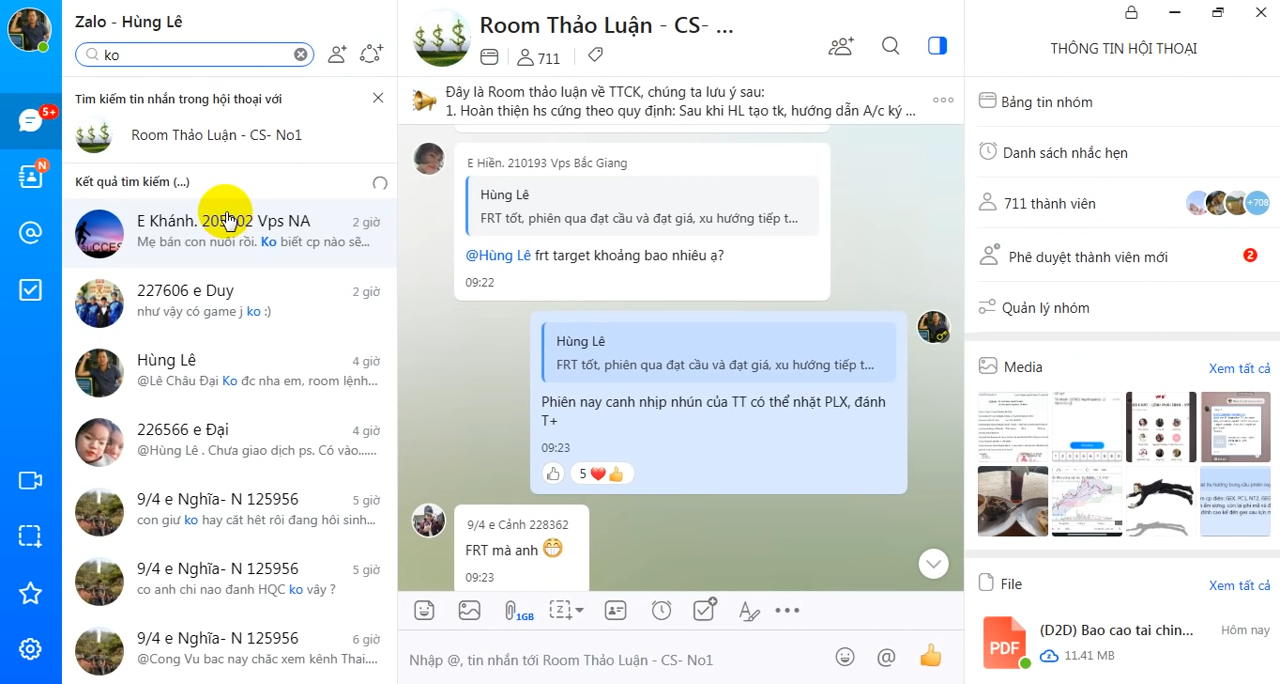 Zalo - Hùng Lê
ko
5+
N
Tìm kiếm tin nhắn trong hội thoại với
Room Thảo Luận - CS- No1
Kết quả tìm kiếm (...)
E Khánh. 205902 Vps NA
2 giờ
Mẹ bán con nuôi rồi. Ko biết cp nào sẽ...
227606 e Duy
2 giờ
như vậy có game j ko :)
Hùng Lê
4 giờ
@Lê Châu Đại Ko đc nha em, room lệnh...
226566 e Đại
4 giờ
@Hùng Lê . Chưa giao dịch ps. Có vào......
9/4 e Nghĩa- N 125956
5 giờ
con giư ko hay cắt hêt rôi đang hôi sinh...
9/4 e Nghĩa- N 125956
5 giờ
co anh chi nao đanh HQC ko vây ?
9/4 e Nghĩa- N 125956
6 giờ
@Cong Vu bac nay chăc xem kênh Thai....
Room Thảo Luận - CS- ...
711
Đây là Room thảo luận về TTCK, chúng ta lưu ý sau:
1. Hoàn thiện hs cứng theo quy định: Sau khi HL tạo tk, hướng dẫn A/c ký ...
E Hiền. 210193 Vps Bắc Giang
Hùng Lê
FRT tốt, phiên qua đạt cầu và đạt giá, xu hướng tiếp t...
@Hùng Lê frt target khoảng bao nhiêu ạ?
09:22
Hùng Lê
FRT tốt, phiên qua đạt cầu và đạt giá, xu hướng tiếp t...
Phiên nay canh nhịp nhún của TT có thể nhặt PLX, đánh
T+
09:23
5
9/4 e Cảnh 228362
FRT mà anh
09:23
1GB
Nhập @, tin nhắn tới Room Thảo Luận - CS- No1
THÔNG TIN HỘI THOẠI
Bảng tin nhóm
Danh sách nhắc hẹn
711 thành viên
+708
Phê duyệt thành viên mới
2
Quản lý nhóm
Media
Xem tất cả
File
Xem tất cả
PDF
(D2D) Bao cao tai chin...
Hôm nay
11.41 MB